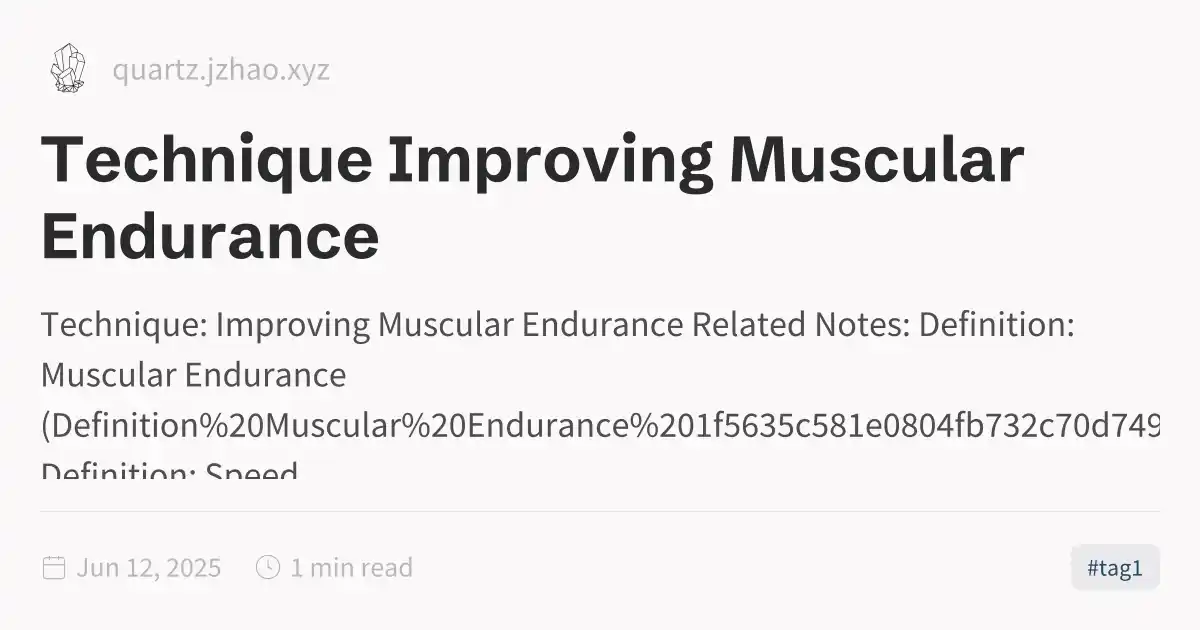 quartz.jzhao.xyz
Technique Improving Muscular
Endurance
Technique: Improving Muscular Endurance Related Notes: Definition:
Muscular Endurance
(Definition%20Muscular%20Endurance%201f5635c581e0804fb732c70d749
Definition: Speed
Jun 12, 2025
1 min read
#tag1